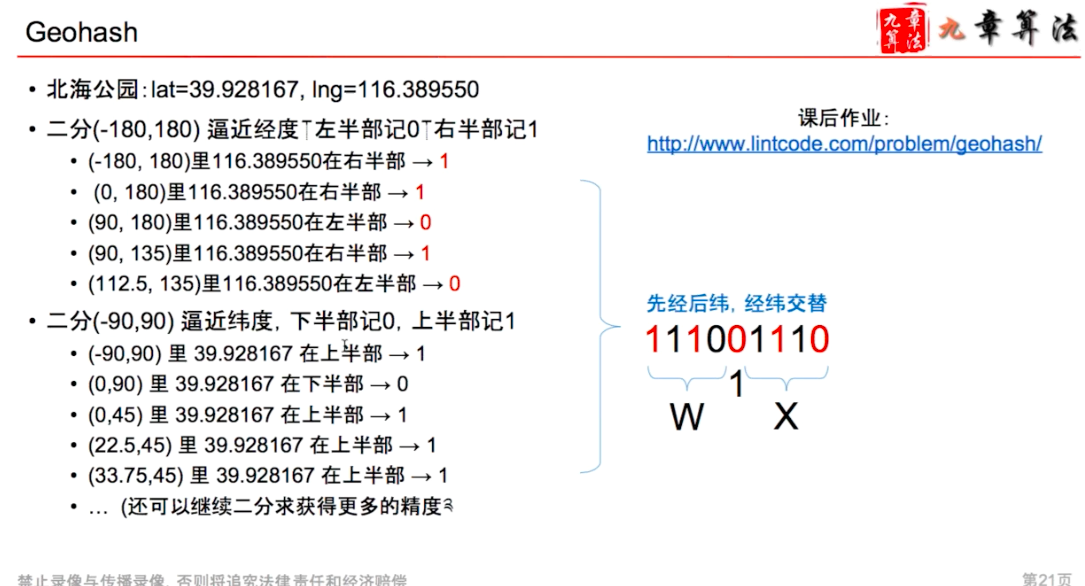 Geohash
九章算法 九章算法
• 北海公园:lat=39.928167, lng=116.389550
• 二分(-180,180) 逼近经度,左半部记0,右半部记1
• (-180, 180)里116.389550在右半部 → 1
• (0, 180)里116.389550在右半部 → 1
• (90, 180)里116.389550在左半部 → 0
• (90, 135)里116.389550在右半部 → 1
• (112.5, 135)里116.389550在左半部 → 0
• 二分(-90,90) 逼近纬度, 下半部记0, 上半部记1
• (-90,90) 里 39.928167 在上半部 → 1
• (0,90) 里 39.928167 在下半部 → 0
• (0,45) 里 39.928167 在上半部 → 1
• (22.5,45) 里 39.928167 在上半部 → 1
• (33.75,45) 里 39.928167 在上半部 → 1
• … (还可以继续二分求获得更多的精度)
课后作业:
http://www.lintcode.com/problem/geohash/
先经后纬, 经纬交替
1110011110
1
W X
禁止录像与传播录像, 否则将追究法律责任和经济赔偿
第21页